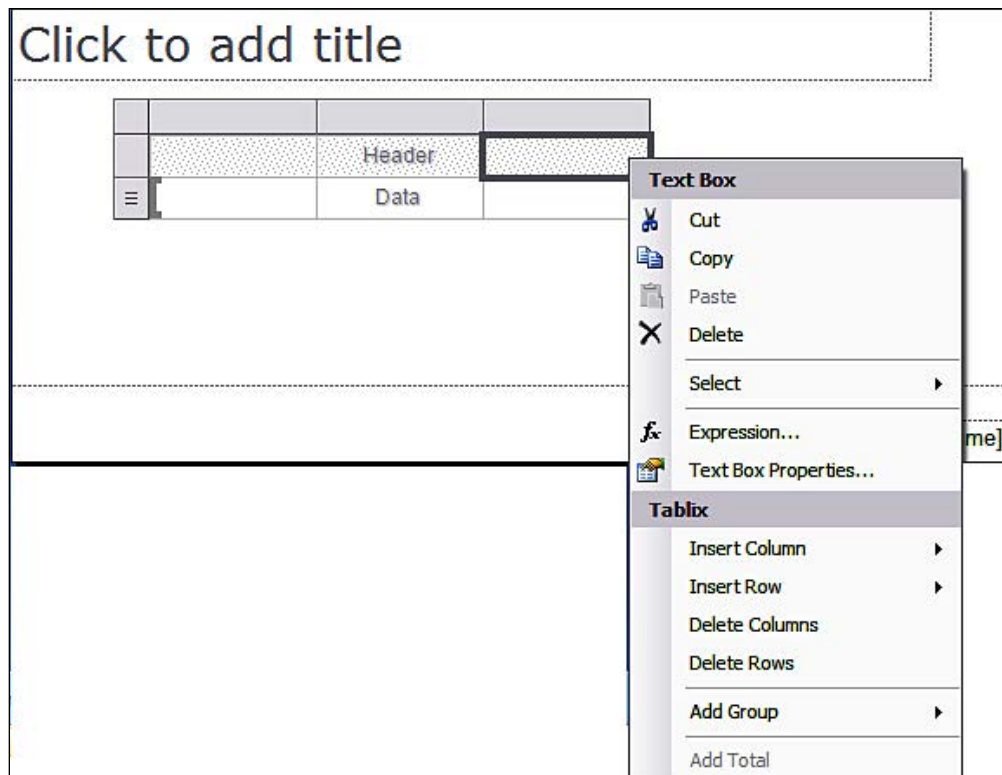 Click to add title
Header
Data
Text Box
Cut
Copy
Paste
Delete
Select
fx Expression...
me]
Text Box Properties...
Tablix
Insert Column
Insert Row
Delete Columns
Delete Rows
Add Group
Add Total